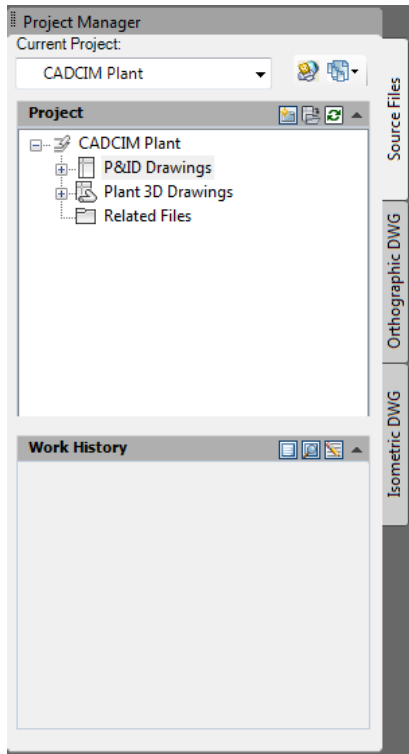 Project Manager
Current Project:
CADCIM Plant
Project
CADCIM Plant
P&ID Drawings
Plant 3D Drawings
Related Files
Work History
Source Files
Orthographic DWG
Isometric DWG